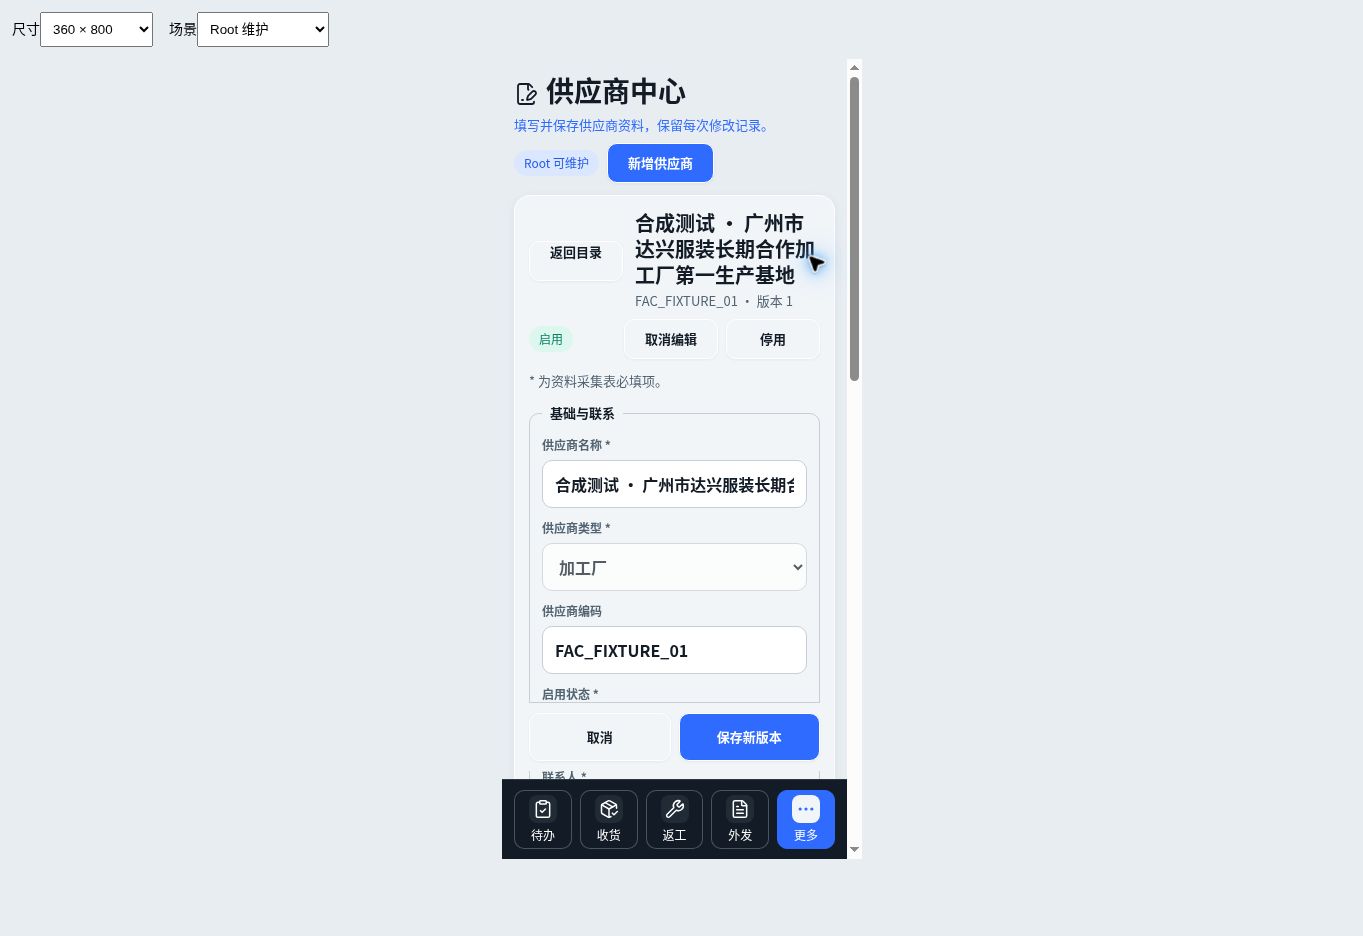 尺寸 360 × 800 场景 Root 维护
供应商中心
填写并保存供应商资料，保留每次修改记录。
Root 可维护 新增供应商
返回目录
合成测试 · 广州市
达兴服装长期合作加
工厂第一生产基地
FAC_FIXTURE_01 · 版本 1
启用 取消编辑 停用
* 为资料采集表必填项。
基础与联系
供应商名称 *
合成测试 · 广州市达兴服装长期合
供应商类型 *
加工厂
供应商编码
FAC_FIXTURE_01
启用状态 *
取消 保存新版本
联系人 *
待办 收货 返工 外发 更多